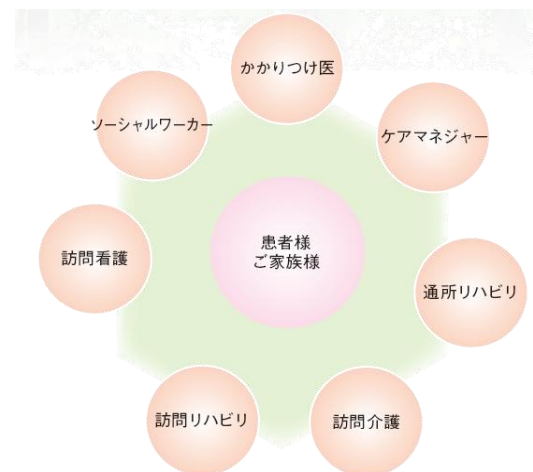 かかりつけ医
ソーシャルワーカー
ケアマネジャー
患者様
ご家族様
訪問看護
通所リハビリ
訪問リハビリ
訪問介護